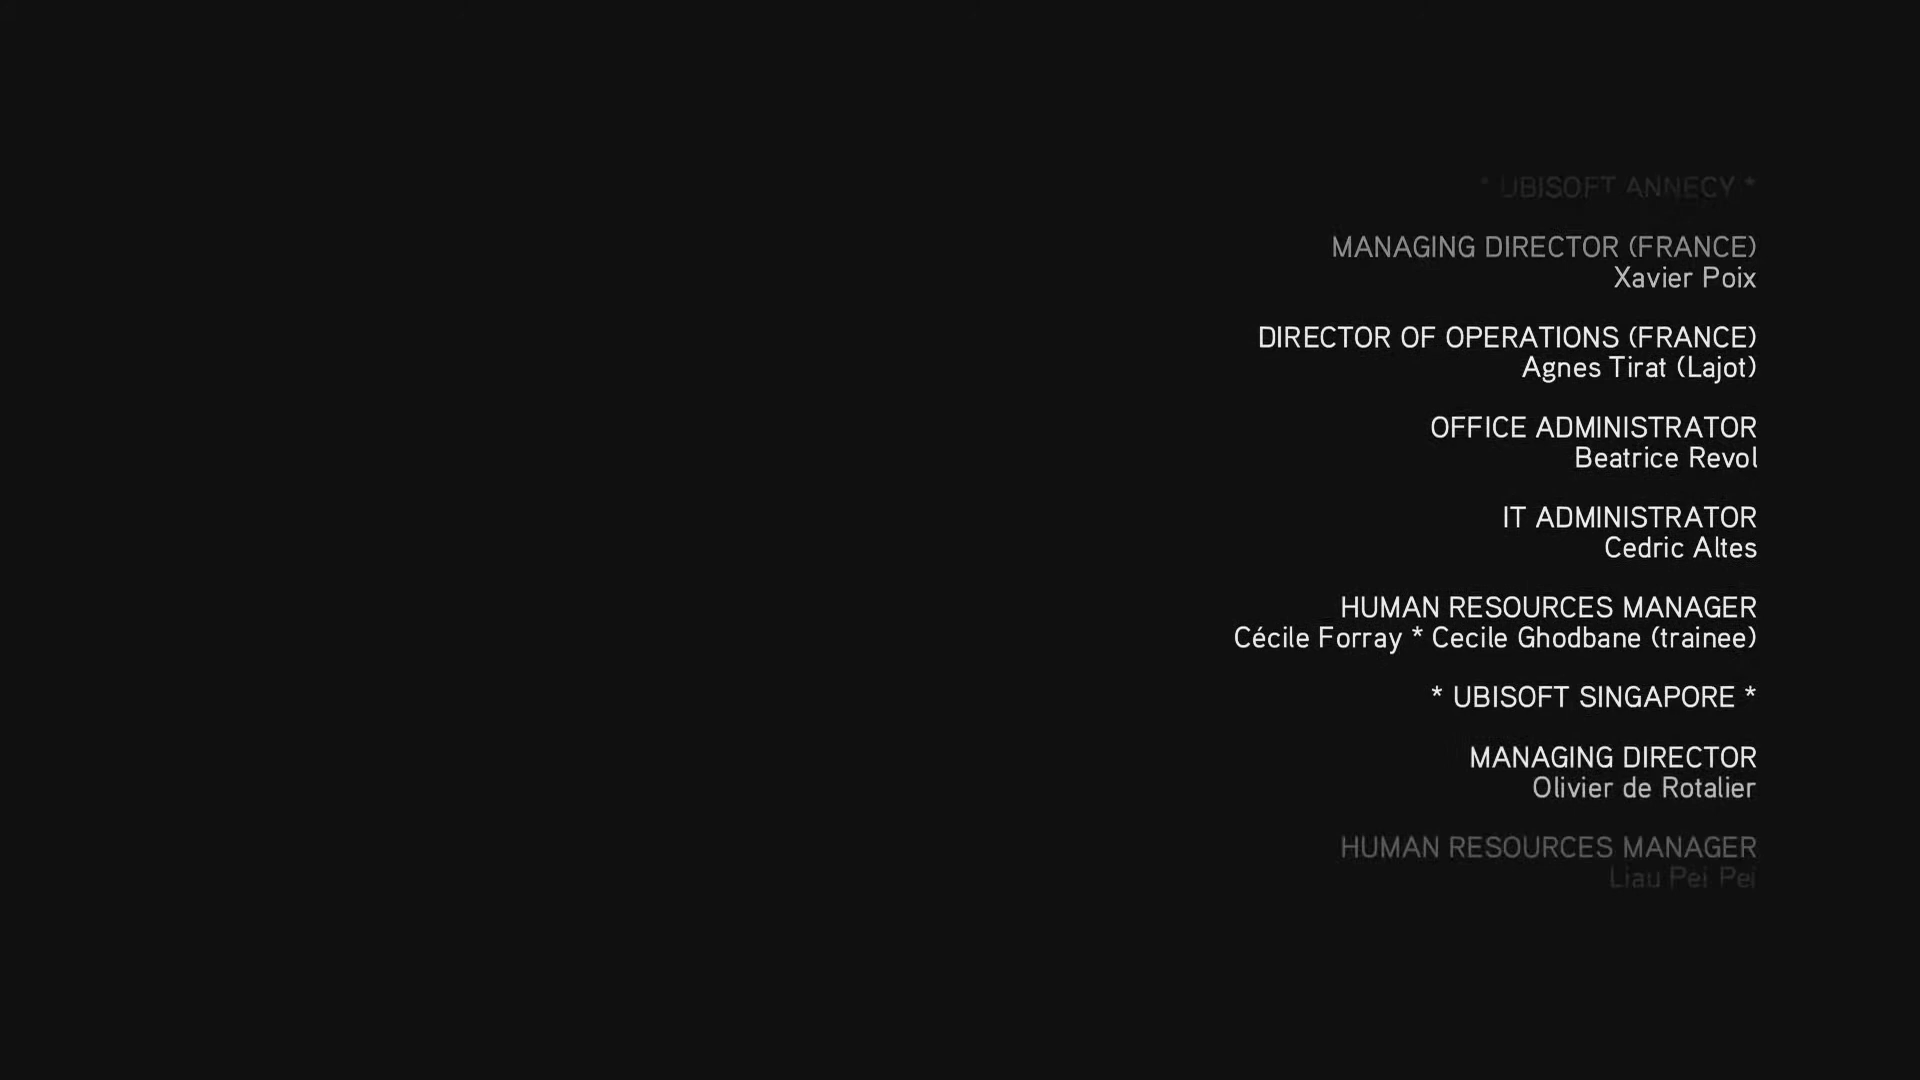 * UBISOFT ANNECY *
MANAGING DIRECTOR (FRANCE)
Xavier Poix
DIRECTOR OF OPERATIONS (FRANCE)
Agnes Tirat (Lajot)
OFFICE ADMINISTRATOR
Beatrice Revol
IT ADMINISTRATOR
Cedric Altes
HUMAN RESOURCES MANAGER
Cécile Forray * Cecile Ghodbane (trainee)
* UBISOFT SINGAPORE *
MANAGING DIRECTOR
Olivier de Rotalier
HUMAN RESOURCES MANAGER
Liau Pei Pei